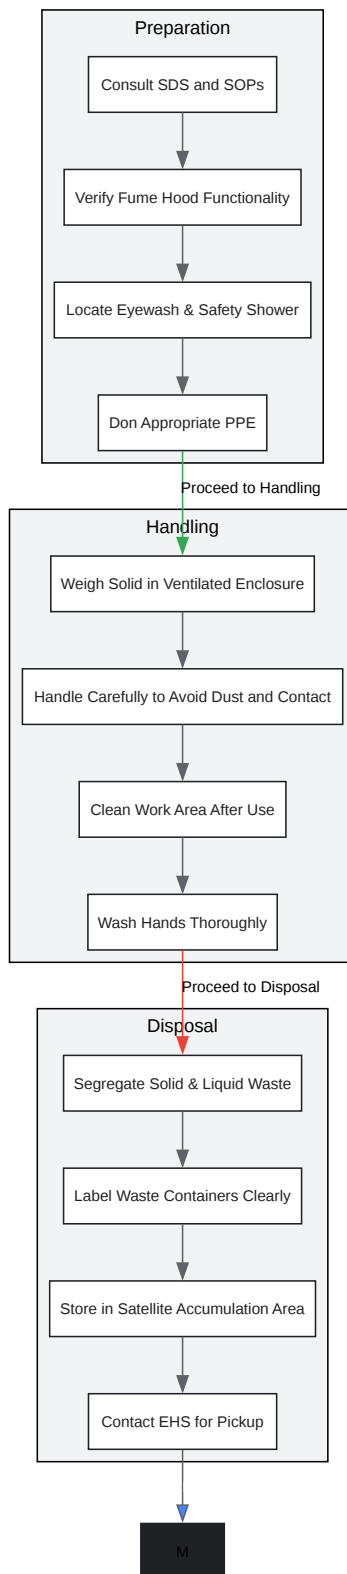 Preparation
Consult SDS and SOPs
Verify Fume Hood Functionality
Locate Eyewash & Safety Shower
Don Appropriate PPE
Proceed to Handling
Handling
Weigh Solid in Ventilated Enclosure
Handle Carefully to Avoid Dust and Contact
Clean Work Area After Use
Wash Hands Thoroughly
Proceed to Disposal
Disposal
Segregate Solid & Liquid Waste
Label Waste Containers Clearly
Store in Satellite Accumulation Area
Contact EHS for Pickup
M